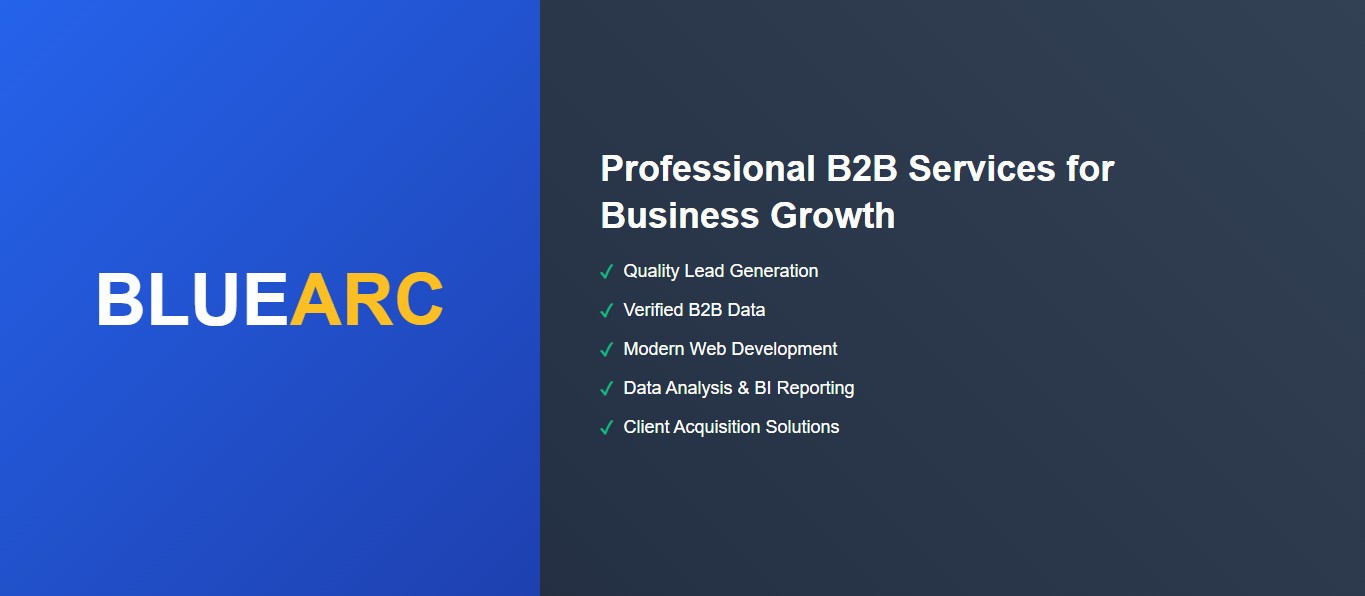 BLUEARC
Professional B2B Services for
Business Growth
✓ Quality Lead Generation
✓ Verified B2B Data
✓ Modern Web Development
✓ Data Analysis & BI Reporting
✓ Client Acquisition Solutions